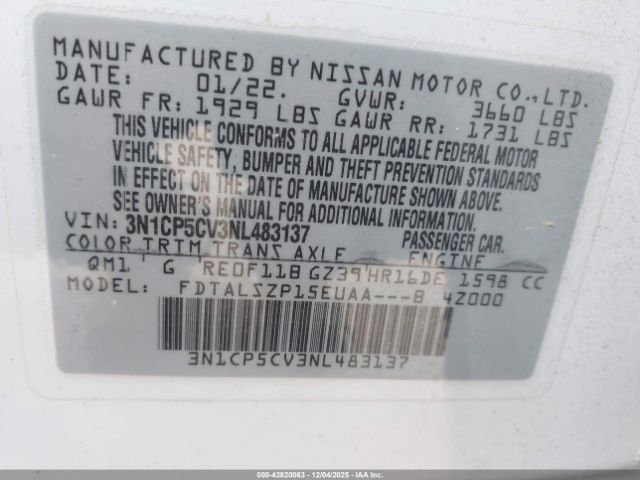 MANUFACTURED BY NISSAN MOTOR CO.,LTD.
DATE: 01/22. GVWR: 3660 LBS
GAWR FR: 1929 LBS GAWR RR: 1731 LBS
THIS VEHICLE CONFORMS TO ALL APPLICABLE FEDERAL MOTOR
VEHICLE SAFETY, BUMPER AND THEFT PREVENTION STANDARDS
IN EFFECT ON THE DATE OF MANUFACTURE SHOWN ABOVE.
SEE OWNER'S MANUAL FOR ADDITIONAL INFORMATION.
VIN: 3N1CP5CV3NL483137 PASSENGER CAR.
COLOR TRIM TRANS AXLE ENGINE
QM1 G RE0F11B GZ39 HR16DE 1598 CC
MODEL: FDTALSZP15EUAA---8 4Z000
3N1CP5CV3NL483137
000-43820063 - 12/04/2025 - IAAI.COM